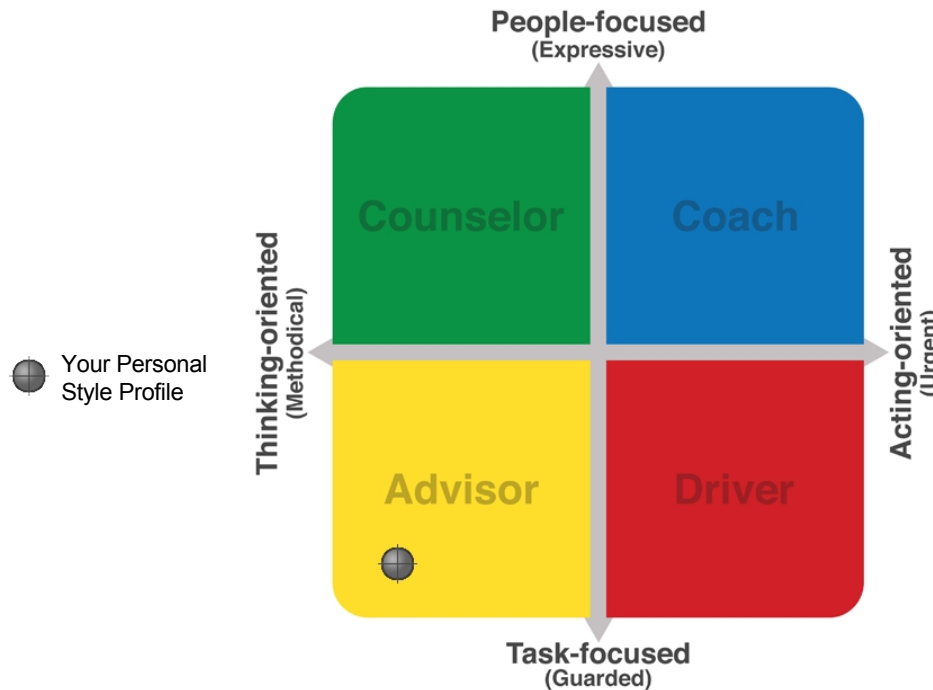 People-focused
(Expressive)
Counselor
Coach
Thinking-oriented
(Methodical)
Acting-oriented
(Urgent)
Your Personal
Style Profile
Advisor
Driver
Task-focused
(Guarded)